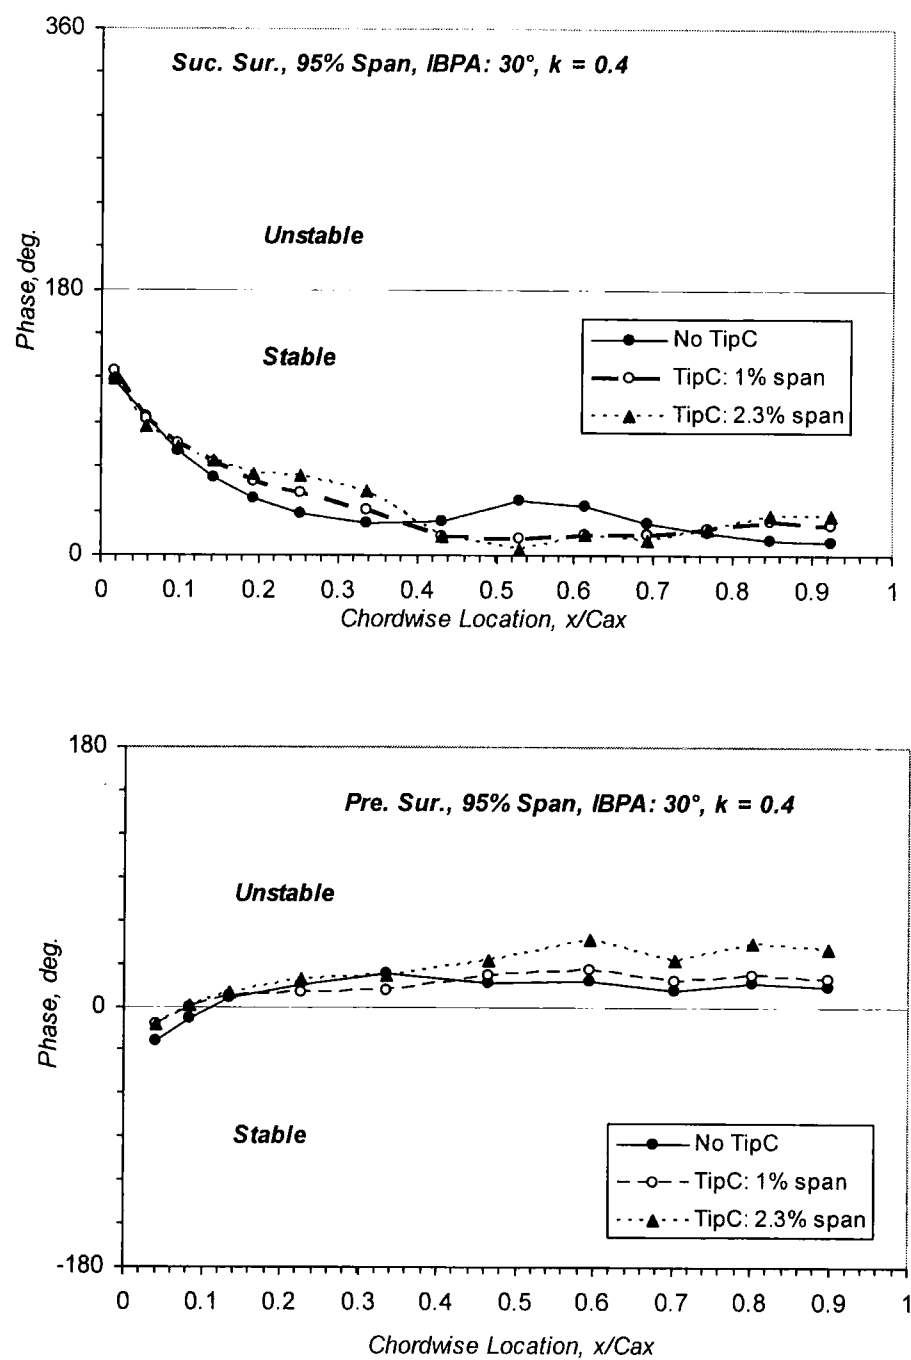 360
Suc. Sur., 95% Span, IBPA: 30°, k = 0.4
Unstable
Phase, deg.
180
Stable
No TipC
TipC: 1% span
TipC: 2.3% span
0
0 0.1 0.2 0.3 0.4 0.5 0.6 0.7 0.8 0.9 1
Chordwise Location, x/Cax
180
Pre. Sur., 95% Span, IBPA: 30°, k = 0.4
Unstable
Phase, deg.
0
Stable
No TipC
TipC: 1% span
TipC: 2.3% span
-180
0 0.1 0.2 0.3 0.4 0.5 0.6 0.7 0.8 0.9 1
Chordwise Location, x/Cax